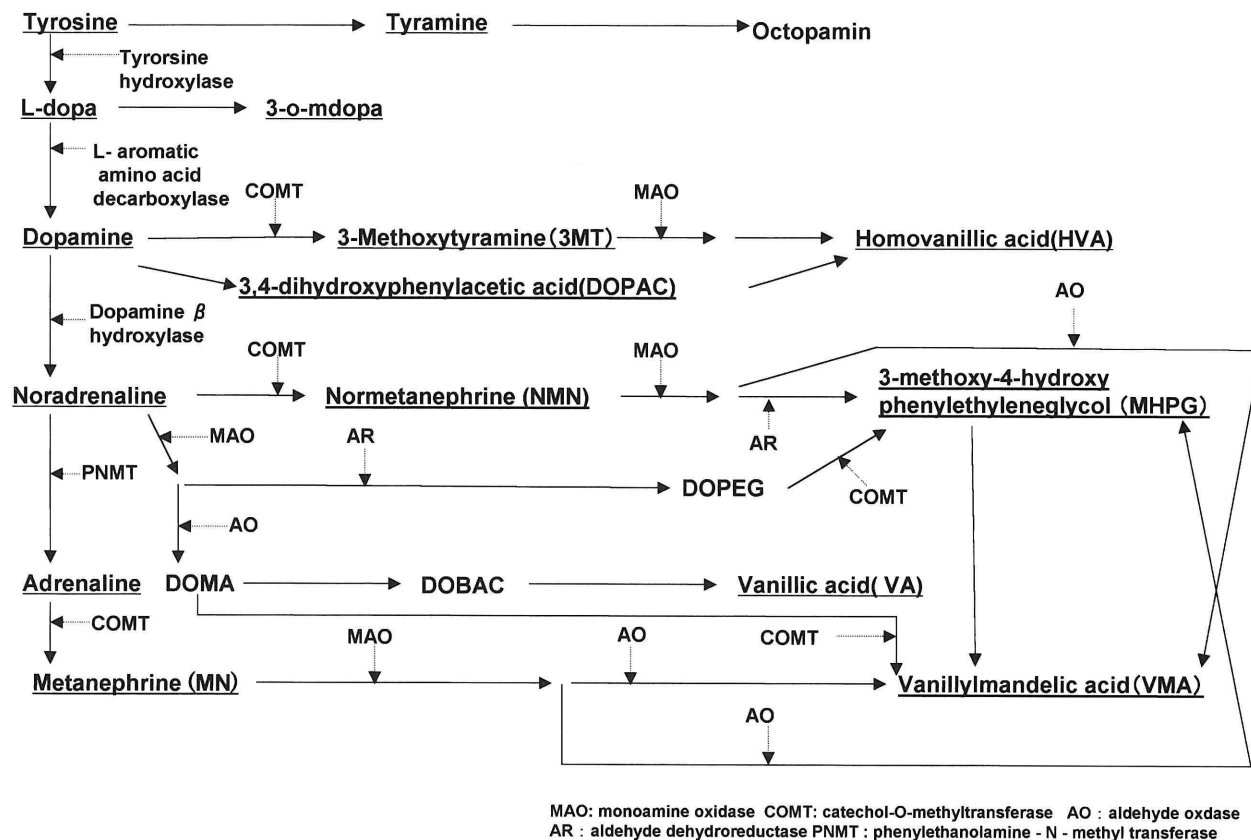 Tyrosine
Tyramine
Octopamin
Tyrorsine
hydroxylase
L-dopa
3-o-mdopa
L- aromatic
amino acid
decarboxylase
COMT
MAO
Dopamine
3-Methoxytyramine(3MT)
Homovanillic acid(HVA)
3,4-dihydroxyphenylacetic acid(DOPAC)
AO
Dopamine β
hydroxylase
COMT
MAO
Noradrenaline
Normetanephrine (NMN)
3-methoxy-4-hydroxy
phenylethyleneglycol (MHPG)
MAO
AR
AR
PNMT
DOPEG
COMT
AO
Adrenaline
DOMA
DOBAC
Vanillic acid( VA)
COMT
MAO
AO
COMT
Metanephrine (MN)
Vanillylmandelic acid(VMA)
AO
MAO: monoamine oxidase COMT: catechol-O-methyltransferase AO : aldehyde oxdase
AR : aldehyde dehydroreductase PNMT : phenylethanolamine - N - methyl transferase